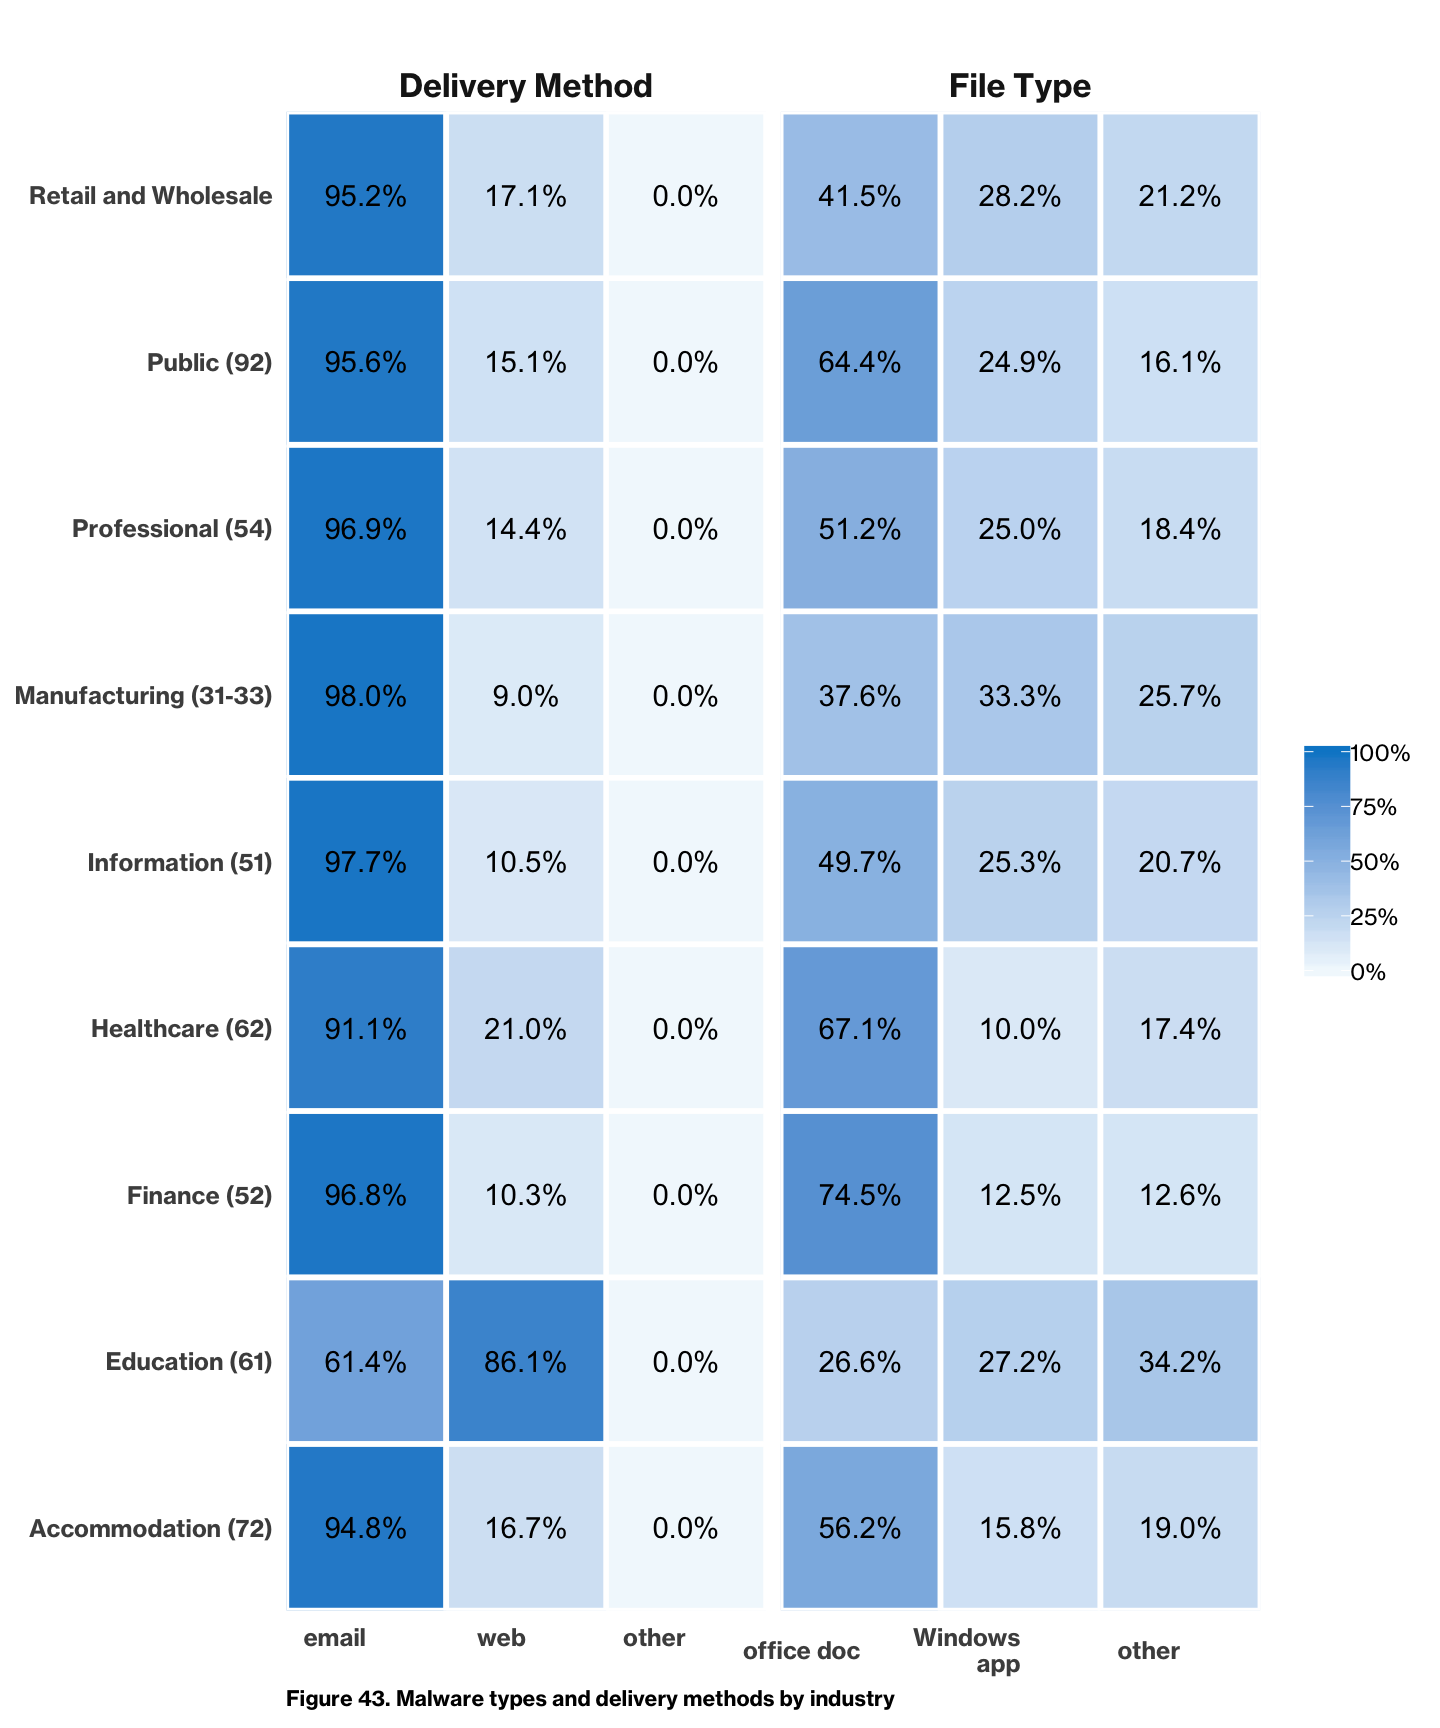 Delivery Method File Type
Retail and Wholesale 95.2% 17.1% 0.0% 41.5% 28.2% 21.2%
Public (92) 95.6% 15.1% 0.0% 64.4% 24.9% 16.1%
Professional (54) 96.9% 14.4% 0.0% 51.2% 25.0% 18.4%
Manufacturing (31-33) 98.0% 9.0% 0.0% 37.6% 33.3% 25.7%
Information (51) 97.7% 10.5% 0.0% 49.7% 25.3% 20.7%
Healthcare (62) 91.1% 21.0% 0.0% 67.1% 10.0% 17.4%
Finance (52) 96.8% 10.3% 0.0% 74.5% 12.5% 12.6%
Education (61) 61.4% 86.1% 0.0% 26.6% 27.2% 34.2%
Accommodation (72) 94.8% 16.7% 0.0% 56.2% 15.8% 19.0%
email web other office doc Windows
app other
100%
75%
50%
25%
0%
Figure 43. Malware types and delivery methods by industry